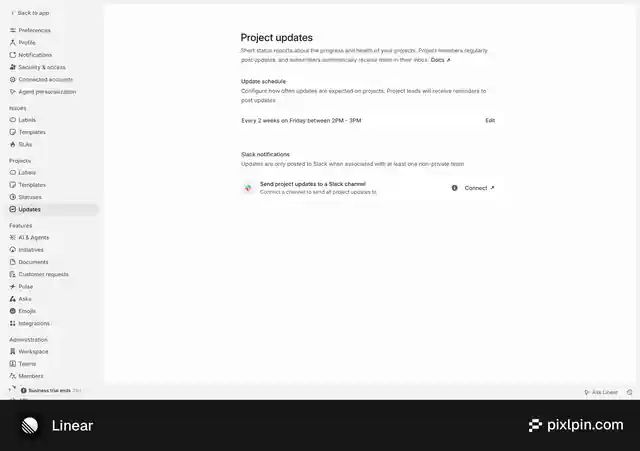 Back to app
Preferences
Profile
Notifications
Security & access
Connected accounts
Agent personalization
Issues
Labels
Templates
SLAs
Projects
Labels
Templates
Statuses
Updates
Features
AI & Agents
Initiatives
Documents
Customer requests
Pulse
Asks
Emojis
Integrations
Administration
Workspace
Teams
Members
Business trial ends
Project updates
Short status reports about the progress and health of your projects. Project members regularly
post updates, and subscribers automatically receive them in their inbox. Docs ↗
Update schedule
Configure how often updates are expected on projects. Project leads will receive reminders to
post updates
Every 2 weeks on Friday between 2PM - 3PM
Edit
Slack notifications
Updates are only posted to Slack when associated with at least one non-private team
Send project updates to a Slack channel
Connect a channel to send all project updates to
Connect ↗
Ask Linear
Linear
pixlpin.com